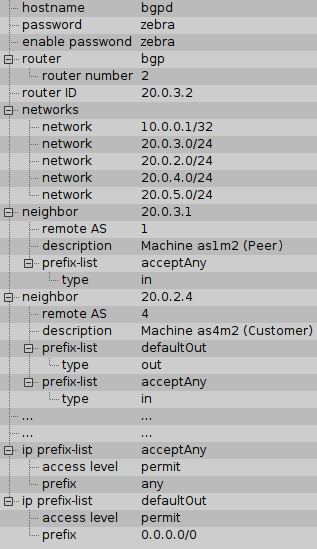 hostname bgpd
password zebra
enable passwond zebra
router bgp
router number 2
router ID 20.0.3.2
networks
network 10.0.0.1/32
network 20.0.3.0/24
network 20.0.2.0/24
network 20.0.4.0/24
network 20.0.5.0/24
neighbor 20.0.3.1
remote AS 1
description Machine as1m2 (Peer)
prefix-list acceptAny
type in
neighbor 20.0.2.4
remote AS 4
description Machine as4m2 (Customer)
prefix-list defaultOut
type out
prefix-list acceptAny
type in
... ...
... ...
ip prefix-list acceptAny
access level permit
prefix any
ip prefix-list defaultOut
access level permit
prefix 0.0.0.0/0